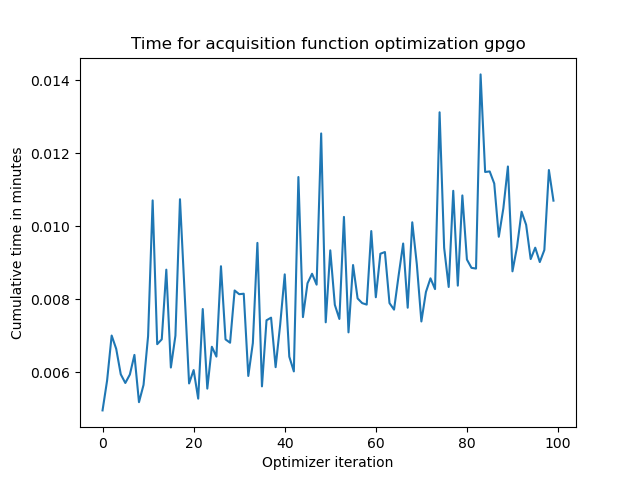 Time for acquisition function optimization gpgo
Cumulative time in minutes
0.014
0.012
0.010
0.008
0.006
0 20 40 60 80 100
Optimizer iteration